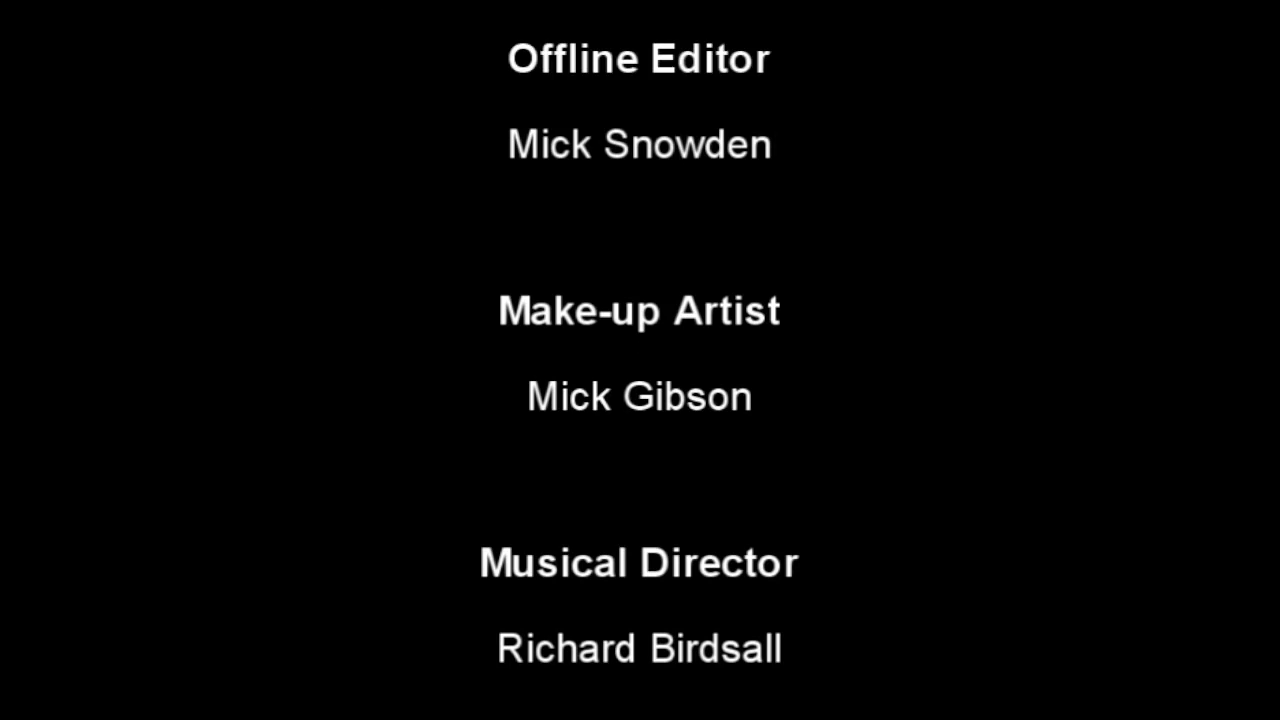 Offline Editor
Mick Snowden
Make-up Artist
Mick Gibson
Musical Director
Richard Birdsall